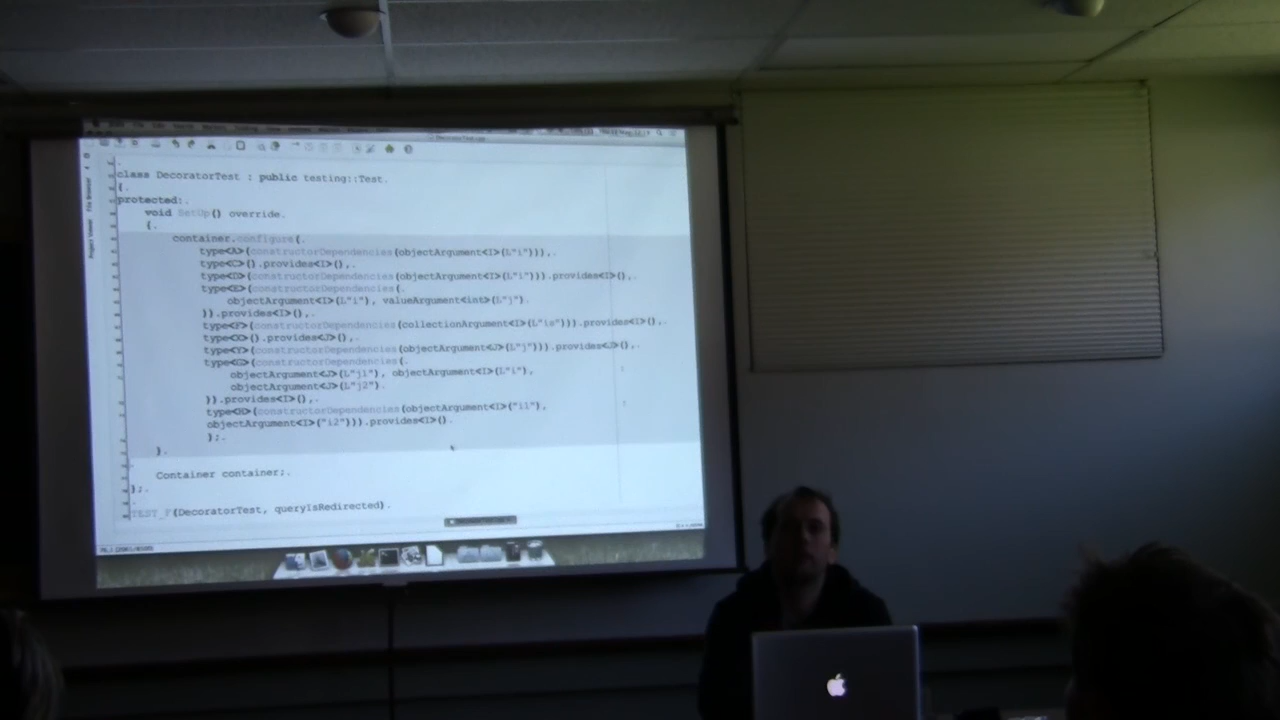 class DecoratorTest : public testing::Test.
{.
protected:.
void SetUp() override.
{.
container.configure(.
type<A>(constructorDependencies(objectArgument<I>(L"i"))),.
type<C>().provides<I>(),.
type<D>(constructorDependencies(objectArgument<I>(L"i"))).provides<I>(),.
type<E>(constructorDependencies(.
objectArgument<I>(L"i"), valueArgument<int>(L"j").
)).provides<I>(),.
type<F>(constructorDependencies(collectionArgument<I>(L"is"))).provides<I>(),.
().provides<J>(),.
type<Y>(constructorDependencies(objectArgument<J>(L"j"))).provides<J>(),.
type<G>(constructorDependencies(.
objectArgument<J>(L"j1"), objectArgument<I>(L"i"),
objectArgument<J>(L"j2").
)).provides<I>(),.
type<H>(constructorDependencies(objectArgument<I>("i1"),
objectArgument<I>("i2"))).provides<I>().
);.
}.
Container container;.
};.
TEST_F(DecoratorTest, queryIsRedirected).